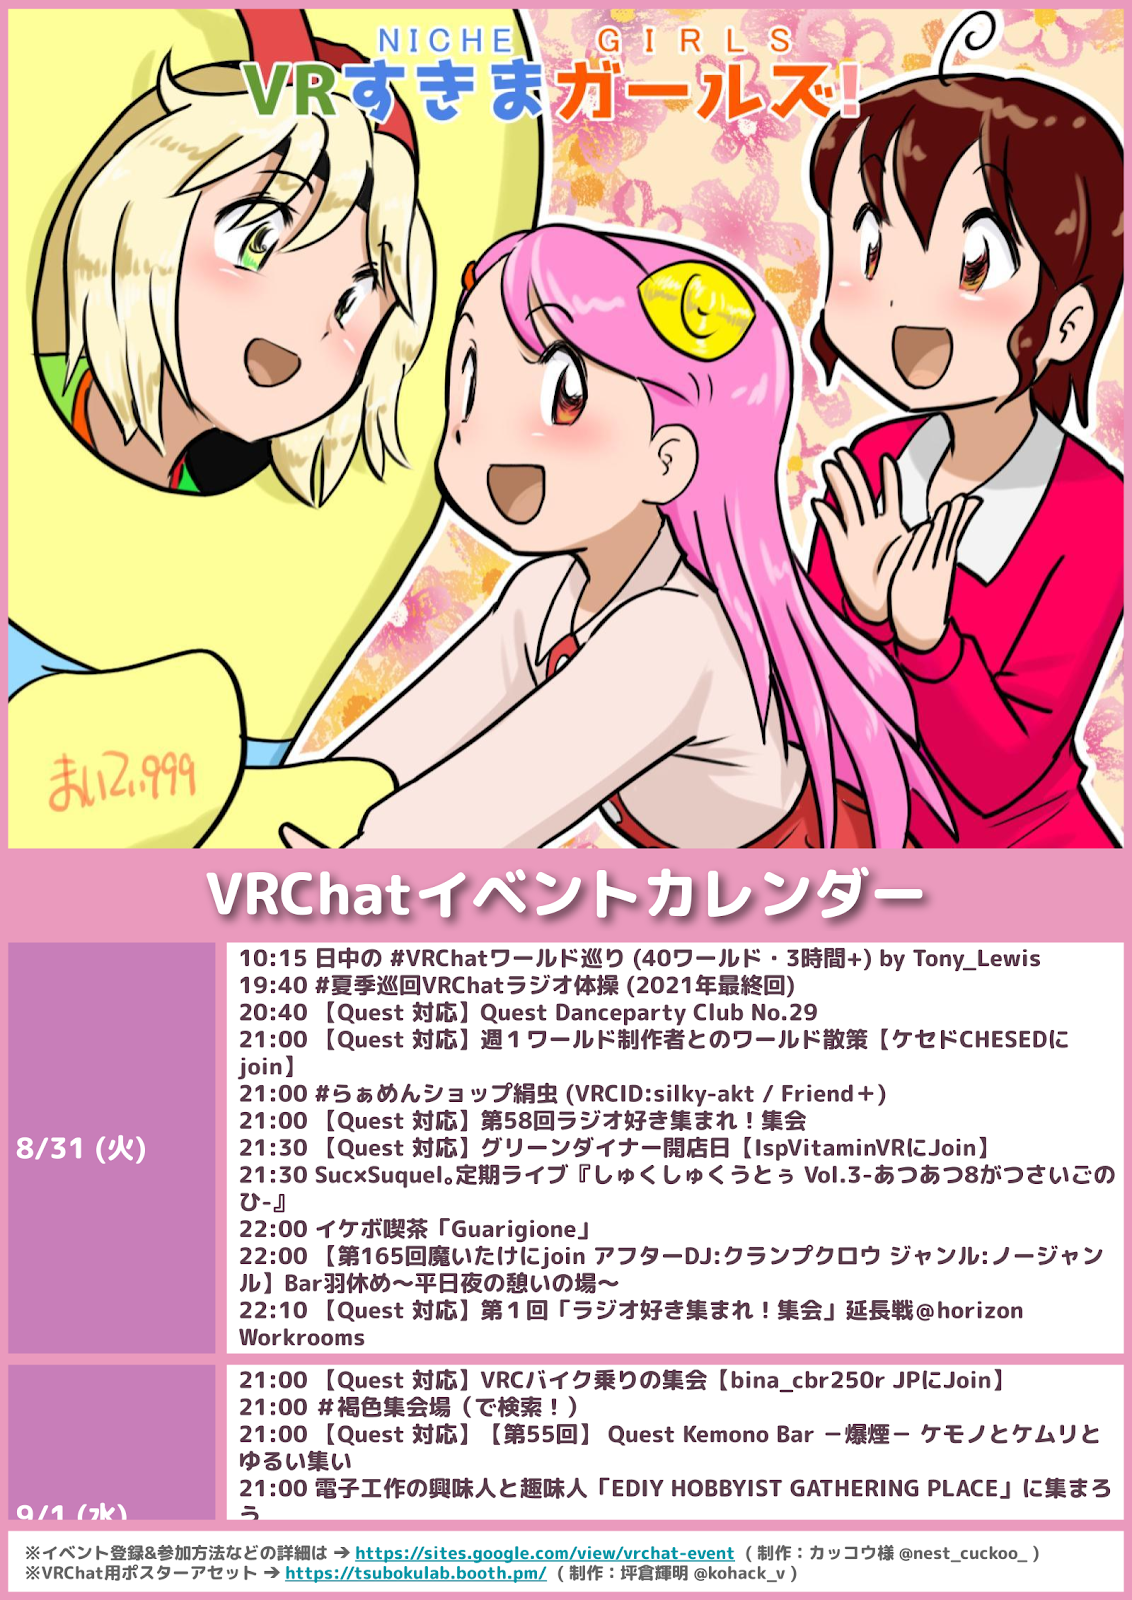 NICHE GIRLS
VRすきまガールズ!
まいてぃ999
VRChatイベントカレンダー
8/31 (火)
10:15 日中の #VRChatワールド巡り (40ワールド・3時間+) by Tony_Lewis
19:40 #夏季巡回VRChatラジオ体操 (2021年最終回)
20:40 【Quest 対応】Quest Danceparty Club No.29
21:00 【Quest 対応】週１ワールド制作者とのワールド散策【ケセドCHESEDに
join】
21:00 #らぁめんショップ絹虫 (VRCID:silky-akt / Friend＋)
21:00 【Quest 対応】第58回ラジオ好き集まれ！集会
21:30 【Quest 対応】グリーンダイナー開店日【IspVitaminVRにJoin】
21:30 Suc×Suquel｡定期ライブ『しゅくしゅくうとぅ Vol.3-あつあつ8がつさいごの
ひ-』
22:00 イケボ喫茶「Guarigione」
22:00 【第165回魔いたけにjoin アフターDJ:クランプクロウ ジャンル:ノージャン
ル】Bar羽休め～平日夜の憩いの場～
22:10 【Quest 対応】第１回「ラジオ好き集まれ！集会」延長戦＠horizon
Workrooms
9/1 (水)
21:00 【Quest 対応】VRCバイク乗りの集会【bina_cbr250r JPにJoin】
21:00 ＃褐色集会場（で検索！）
21:00 【Quest 対応】【第55回】 Quest Kemono Bar －爆煙－ ケモノとケムリと
ゆるい集い
21:00 電子工作の興味人と趣味人「EDIY HOBBYIST GATHERING PLACE」に集まろ
う
※イベント登録&参加方法などの詳細は → https://sites.google.com/view/vrchat-event ( 制作：カッコウ様 @nest_cuckoo_ )
※VRChat用ポスターアセット → https://tsubokulab.booth.pm/ ( 制作：坪倉輝明 @kohack_v )